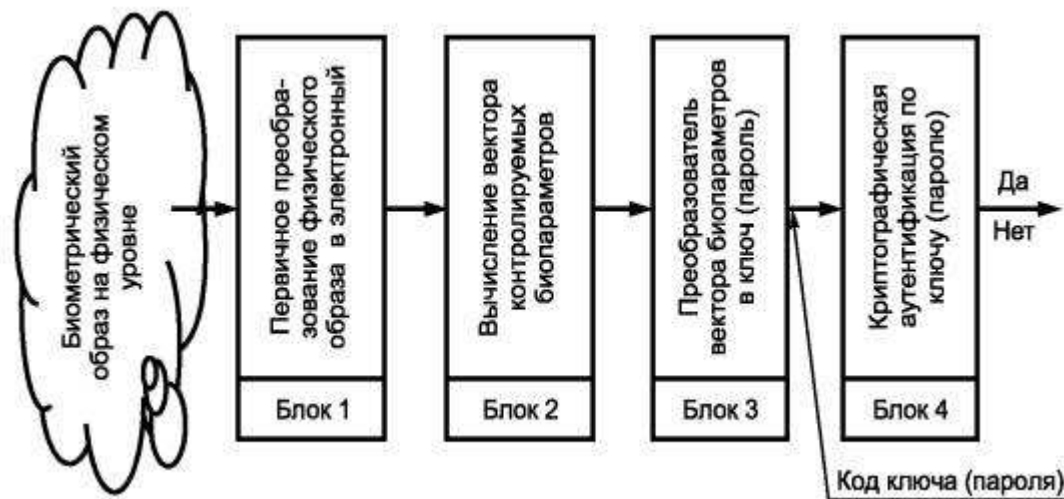 Биометрический
образ на физическом
уровне
Первичное преобра-
зование физического
образа в электронный
Блок 1
Вычисление вектора
контролируемых
биопараметров
Блок 2
Преобразователь
вектора биопараметров
в ключ (пароль)
Блок 3
Криптографическая
аутентификация по
ключу (паролю)
Блок 4
Да
Нет
Код ключа (пароля)